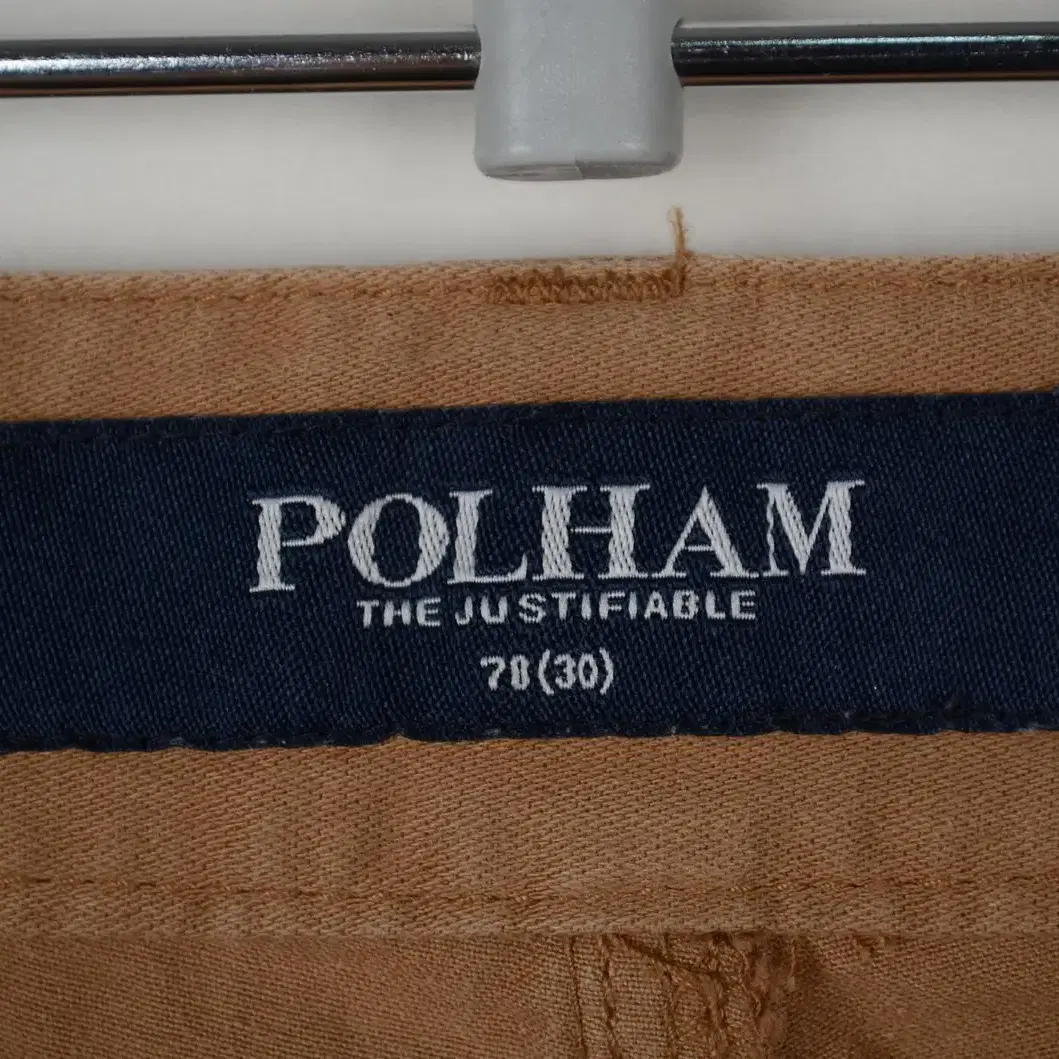 POLHAM
THE JUSTIFIABLE
78(30)